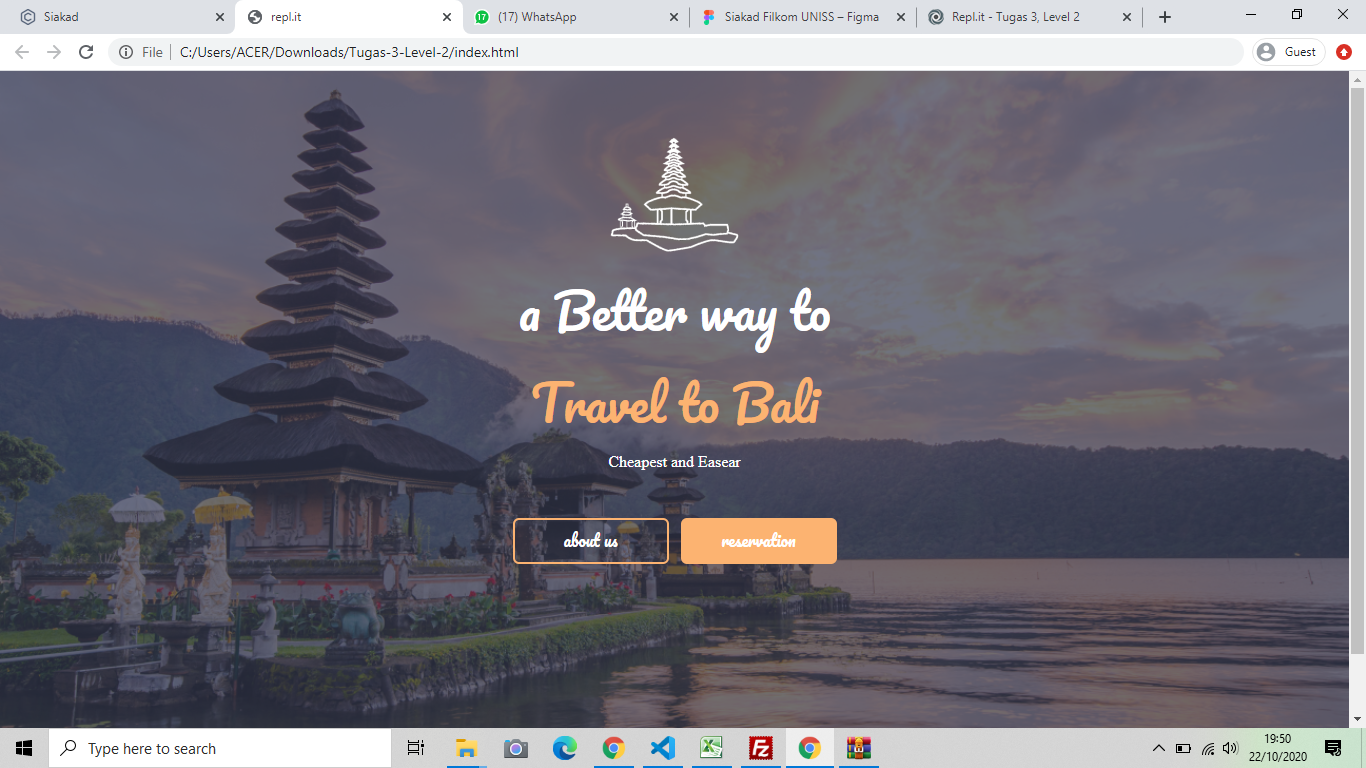 Siakad
repl.it
(17) WhatsApp
Siakad Filkom UNISS – Figma
Repl.it - Tugas 3, Level 2
File
C:/Users/ACER/Downloads/Tugas-3-Level-2/index.html
Guest
a Better way to
Travel to Bali
Cheapest and Easear
about us
reservation
Type here to search
19:50
22/10/2020